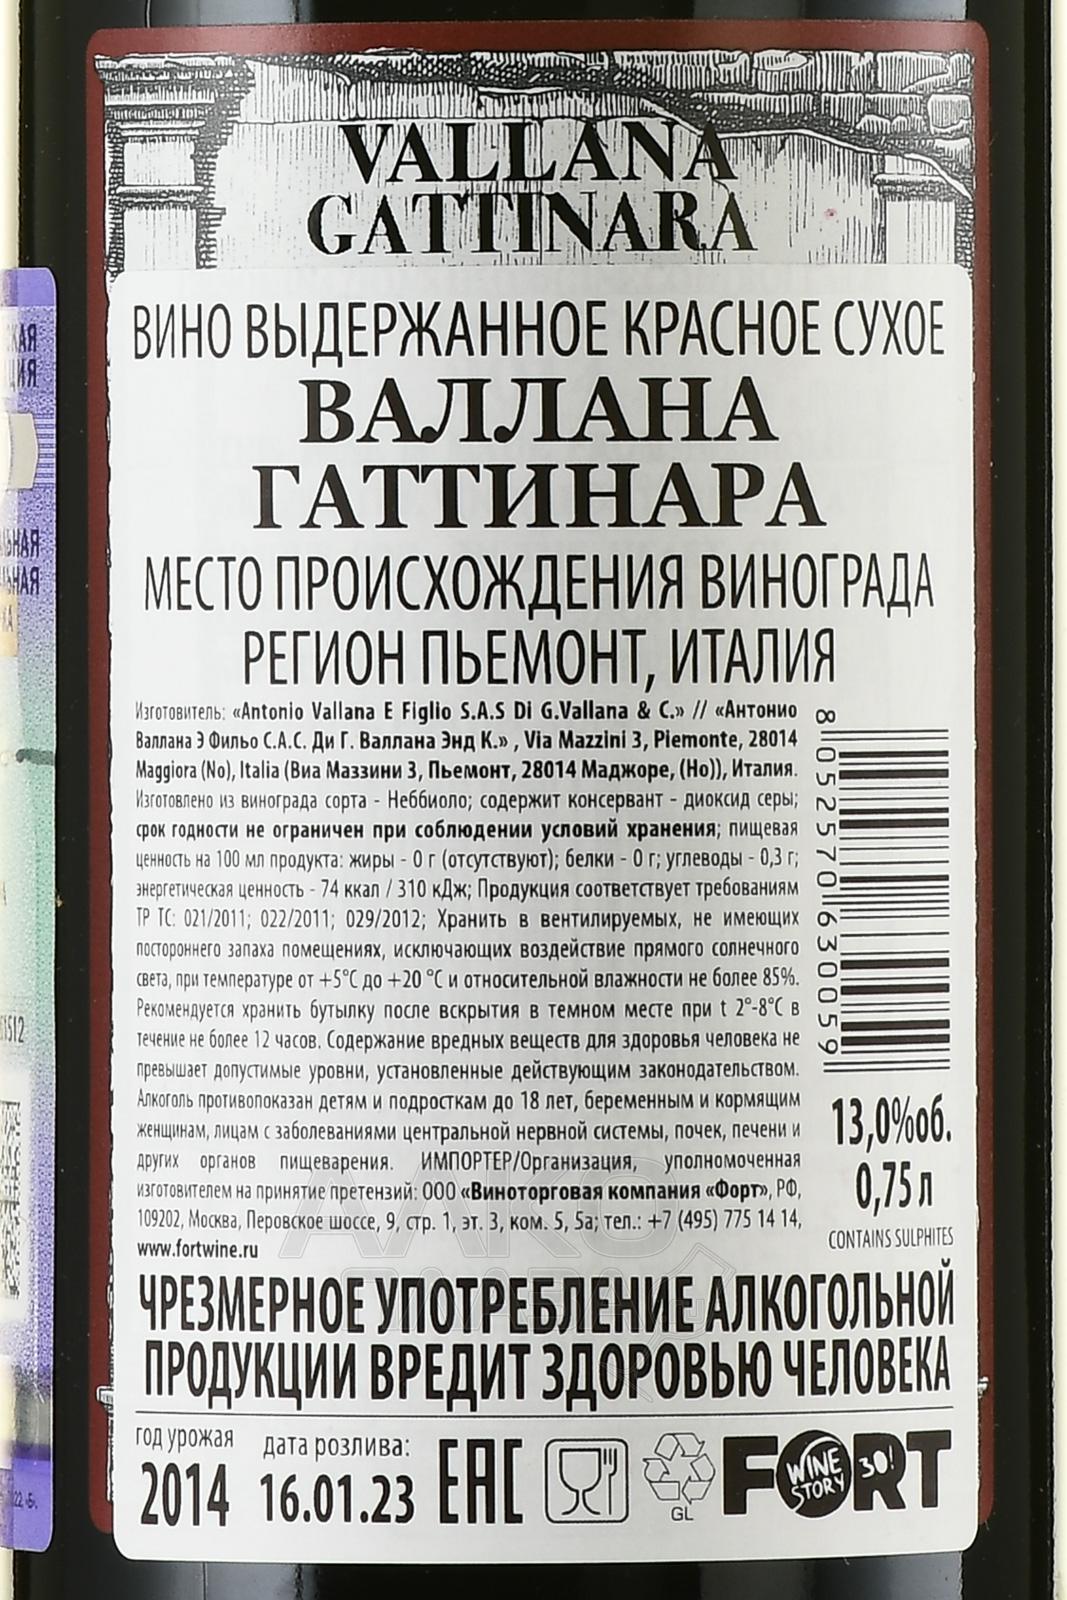 VALLANA
GATTINARA
ВИНО ВЫДЕРЖАННОЕ КРАСНОЕ СУХОЕ
ВАЛЛАНА
ГАТТИНАРА
МЕСТО ПРОИСХОЖДЕНИЯ ВИНОГРАДА
РЕГИОН ПЬЕМОНТ, ИТАЛИЯ
Изготовитель: «Antonio Vallana E Figlio S.A.S Di G.Vallana & C.» // «Антонио
Валлана Э Фильо С.А.С. Ди Г. Валлана Энд К.» , Via Mazzini 3, Piemonte, 28014
Maggiora (No), Italia (Виа Маззини 3, Пьемонт, 28014 Маджоре, (Но)), Италия.
Изготовлено из винограда сорта - Неббиоло; содержит консервант - диоксид серы;
срок годности не ограничен при соблюдении условий хранения; пищевая
ценность на 100 мл продукта: жиры - 0 г (отсутствуют); белки - 0 г; углеводы - 0,3 г;
энергетическая ценность - 74 ккал / 310 кДж; Продукция соответствует требованиям
ТР ТС: 021/2011; 022/2011; 029/2012; Хранить в вентилируемых, не имеющих
постороннего запаха помещениях, исключающих воздействие прямого солнечного
света, при температуре от +5°С до +20 °С и относительной влажности не более 85%.
Рекомендуется хранить бутылку после вскрытия в темном месте при t 2°-8°С в
течение не более 12 часов. Содержание вредных веществ для здоровья человека не
превышает допустимые уровни, установленные действующим законодательством.
Алкоголь противопоказан детям и подросткам до 18 лет, беременным и кормящим
женщинам, лицам с заболеваниями центральной нервной системы, почек, печени и
других органов пищеварения. ИМПОРТЕР/Организация, уполномоченная
изготовителем на принятие претензий: ООО «Виноторговая компания «Форт», РФ,
109202, Москва, Перовское шоссе, 9, стр. 1, эт. 3, ком. 5, 5а; тел.: +7 (495) 775 14 14,
www.fortwine.ru
8 052570 630059
13,0%об.
0,75 л
CONTAINS SULPHITES
ЧРЕЗМЕРНОЕ УПОТРЕБЛЕНИЕ АЛКОГОЛЬНОЙ
ПРОДУКЦИИ ВРЕДИТ ЗДОРОВЬЮ ЧЕЛОВЕКА
год урожая
2014
дата розлива:
16.01.23
EAC
GL
FORT
WINE
STORY
30!